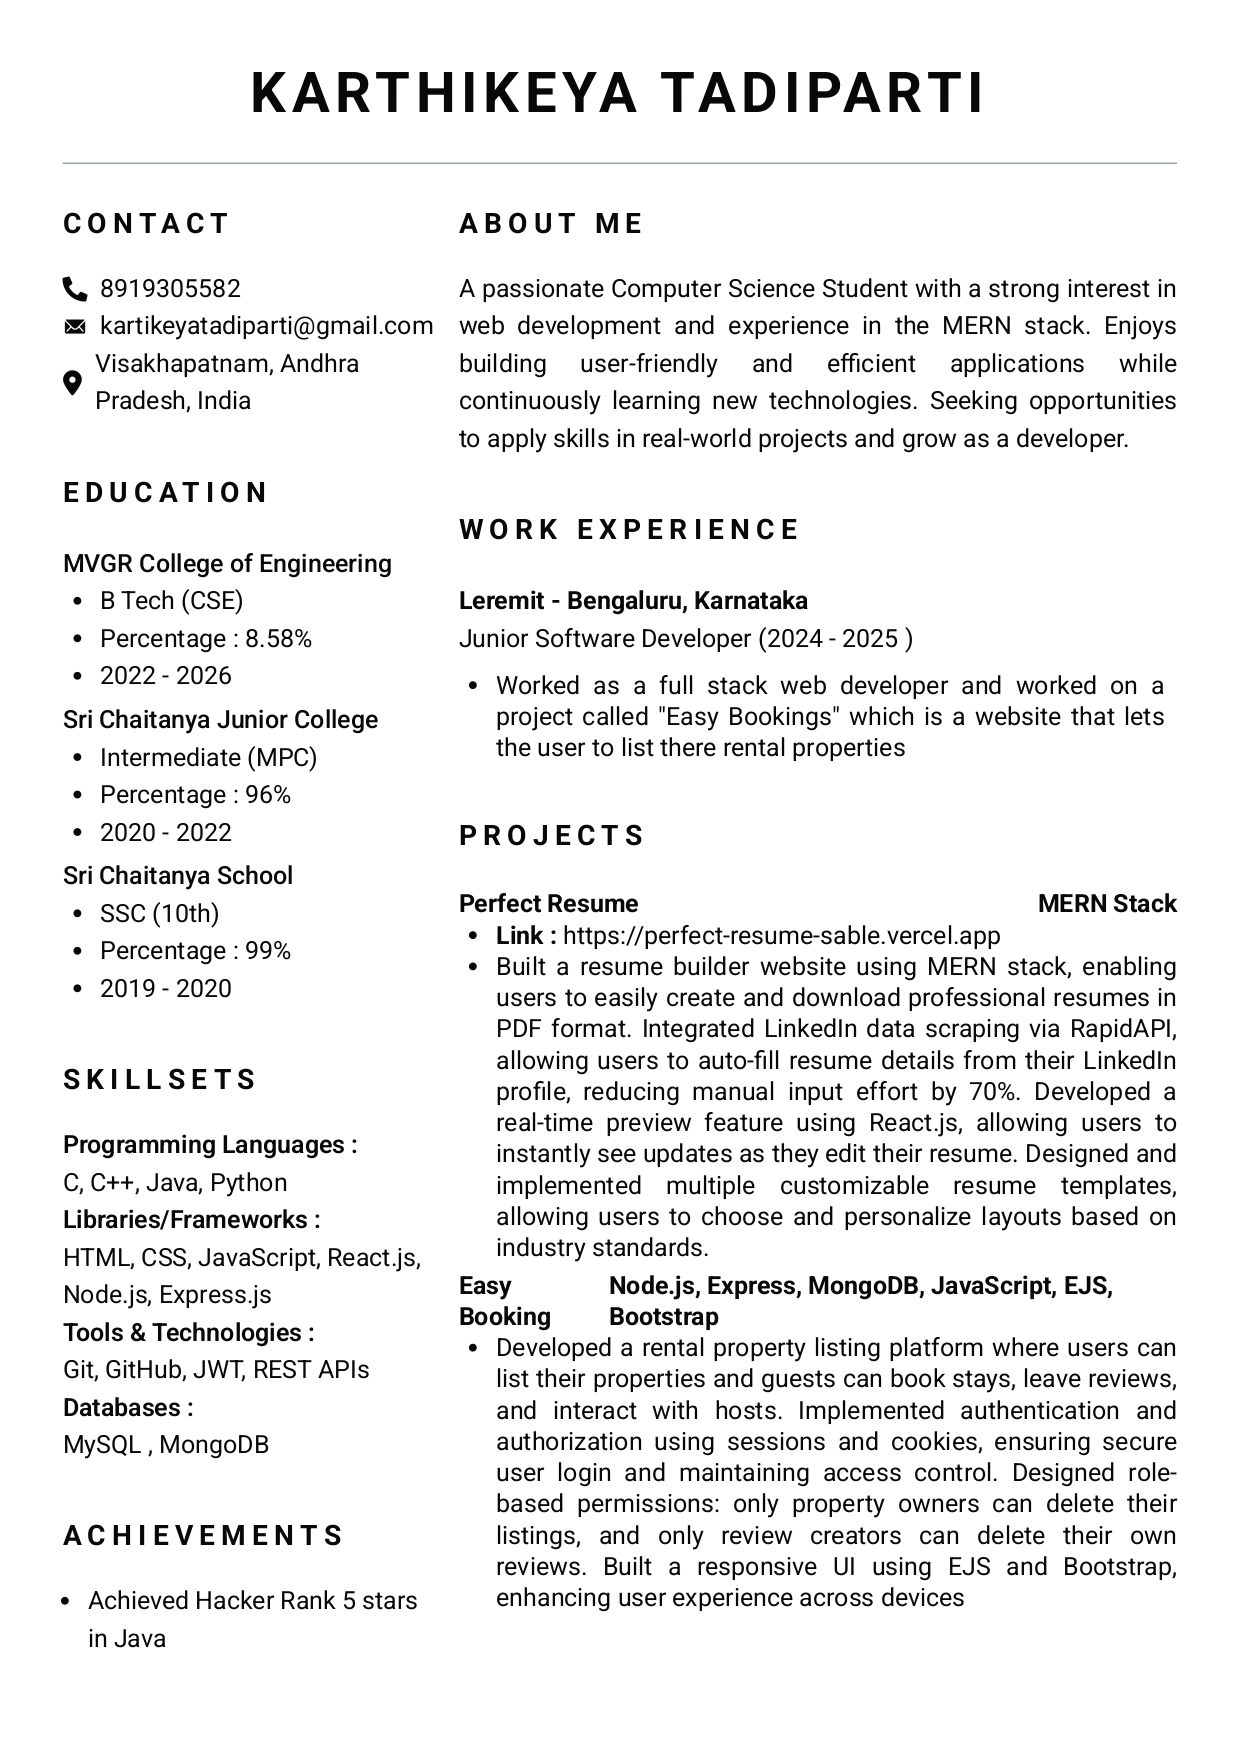 KARTHIKEYA TADIPARTI
CONTACT
8919305582
kartikeyatadiparti@gmail.com
Visakhapatnam, Andhra
Pradesh, India
EDUCATION
MVGR College of Engineering
• B Tech (CSE)
• Percentage : 8.58%
• 2022 - 2026
Sri Chaitanya Junior College
• Intermediate (MPC)
• Percentage : 96%
• 2020 - 2022
Sri Chaitanya School
• SSC (10th)
• Percentage : 99%
• 2019 - 2020
SKILLSETS
Programming Languages :
C, C++, Java, Python
Libraries/Frameworks :
HTML, CSS, JavaScript, React.js,
Node.js, Express.js
Tools & Technologies :
Git, GitHub, JWT, REST APIs
Databases :
MySQL , MongoDB
ACHIEVEMENTS
• Achieved Hacker Rank 5 stars
in Java
ABOUT ME
A passionate Computer Science Student with a strong interest in
web development and experience in the MERN stack. Enjoys
building user-friendly and efficient applications while
continuously learning new technologies. Seeking opportunities
to apply skills in real-world projects and grow as a developer.
WORK EXPERIENCE
Leremit - Bengaluru, Karnataka
Junior Software Developer (2024 - 2025 )
• Worked as a full stack web developer and worked on a
project called "Easy Bookings" which is a website that lets
the user to list there rental properties
PROJECTS
Perfect Resume MERN Stack
• Link : https://perfect-resume-sable.vercel.app
• Built a resume builder website using MERN stack, enabling
users to easily create and download professional resumes in
PDF format. Integrated LinkedIn data scraping via RapidAPI,
allowing users to auto-fill resume details from their LinkedIn
profile, reducing manual input effort by 70%. Developed a
real-time preview feature using React.js, allowing users to
instantly see updates as they edit their resume. Designed and
implemented multiple customizable resume templates,
allowing users to choose and personalize layouts based on
industry standards.
Easy Node.js, Express, MongoDB, JavaScript, EJS,
Booking Bootstrap
• Developed a rental property listing platform where users can
list their properties and guests can book stays, leave reviews,
and interact with hosts. Implemented authentication and
authorization using sessions and cookies, ensuring secure
user login and maintaining access control. Designed role-
based permissions: only property owners can delete their
listings, and only review creators can delete their own
reviews. Built a responsive UI using EJS and Bootstrap,
enhancing user experience across devices